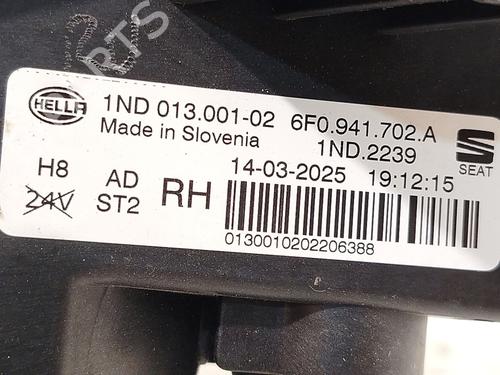 HELLA
1ND 013.001-02 6F0.941.702.A
Made in Slovenia 1ND.2239
SEAT
14-03-2025 19:12:15
H8 AD
24V ST2
RH
0130010202206388